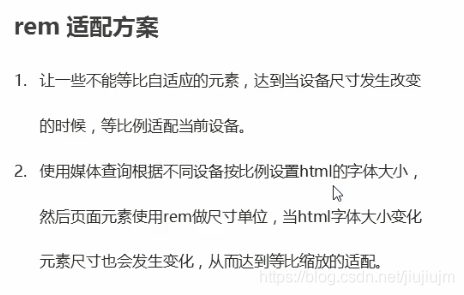 rem 适配方案
1. 让一些不能等比自适应的元素，达到当设备尺寸发生改变
的时候，等比例适配当前设备。
2. 使用媒体查询根据不同设备按比例设置html的字体大小，
然后页面元素使用rem做尺寸单位，当html字体大小变化
元素尺寸也会发生变化，从而达到等比缩放的适配。
https://blog.csdn.net/jiujiujm